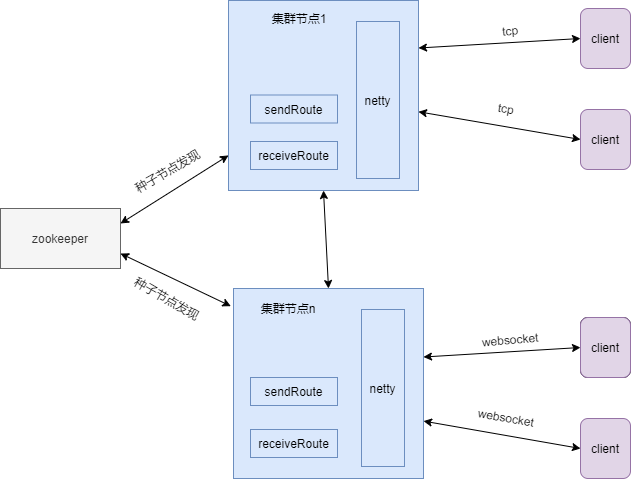 集群节点1
netty
sendRoute
receiveRoute
tcp
client
tcp
client
种子节点发现
zookeeper
种子节点发现
集群节点n
netty
sendRoute
receiveRoute
websocket
client
websocket
client